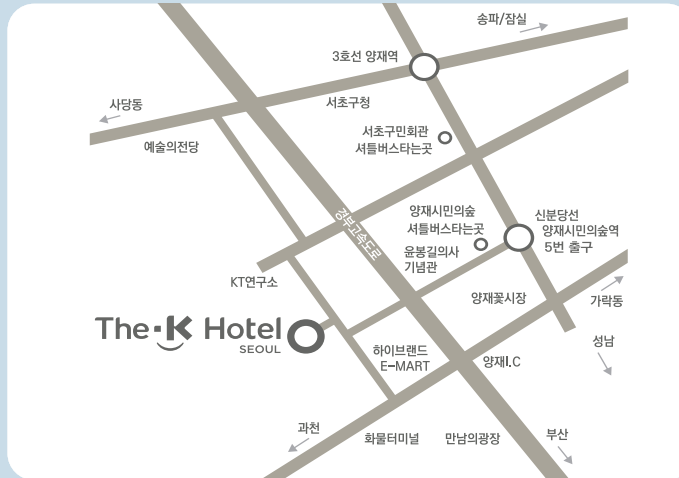 송파/잠실
3호선 양재역
사당동
서초구청
예술의전당
서초구민회관
셔틀버스타는곳
경부고속도로
양재시민의숲
셔틀버스타는곳
신분당선
양재시민의숲역
5번 출구
윤봉길의사
기념관
KT연구소
양재꽃시장
가락동
The-K Hotel
SEOUL
하이브랜드
E-MART
양재I.C
성남
과천
화물터미널
만남의광장
부산